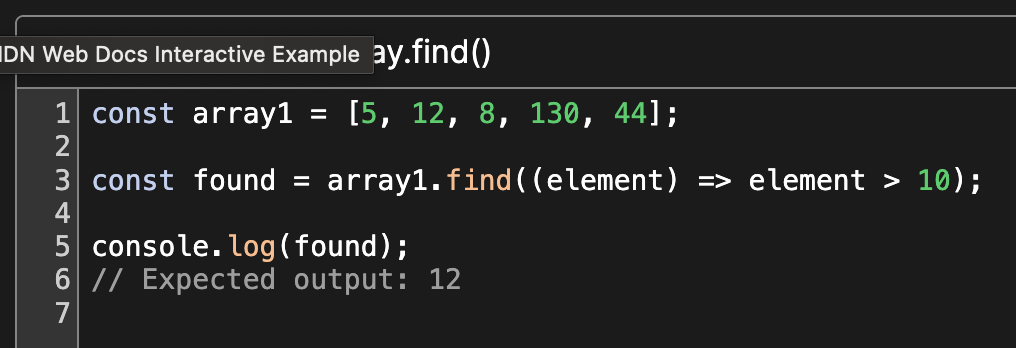 DN Web Docs Interactive Example
ay.find()
1 const array1 = [5, 12, 8, 130, 44];
2
3 const found = array1.find((element) => element > 10);
4
5 console.log(found);
6 // Expected output: 12
7